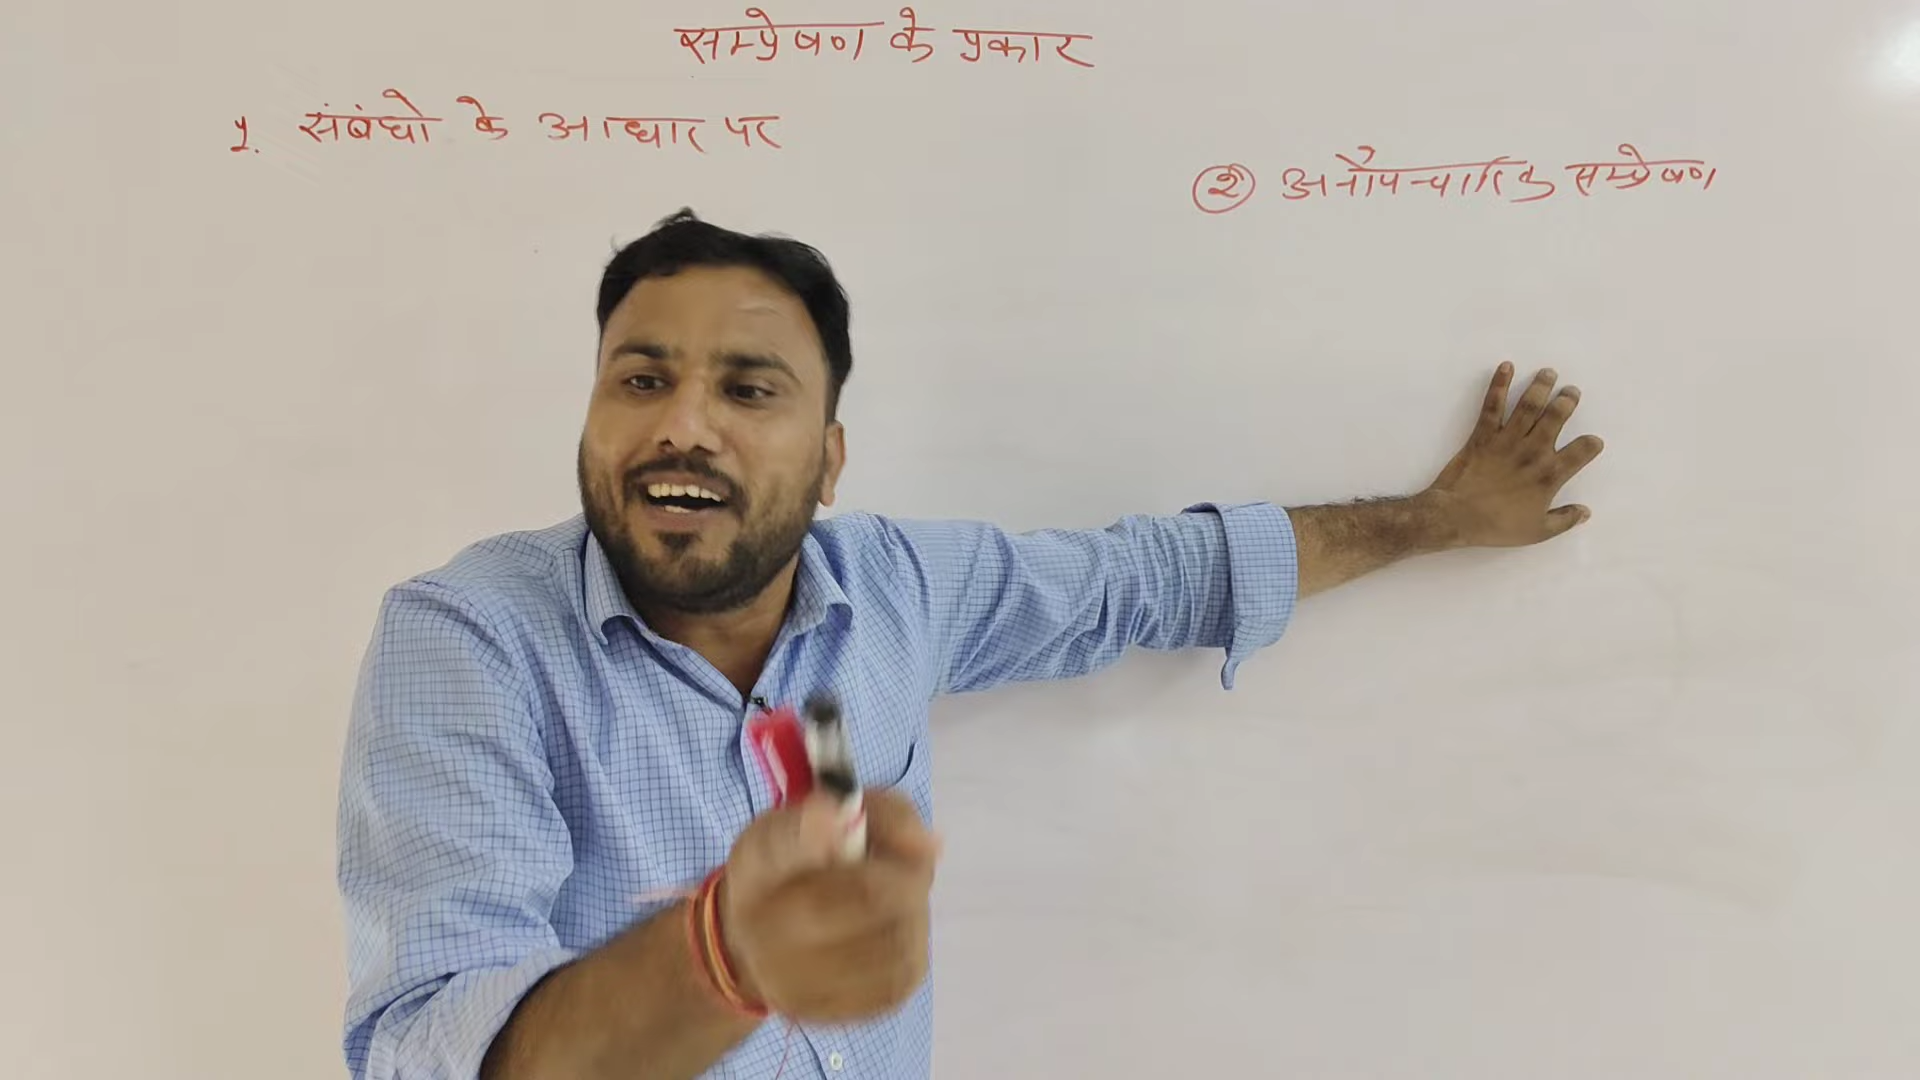 सम्प्रेषण के प्रकार
1. संबंधो के आधार पर
② अनौपचारिक सम्प्रेषण